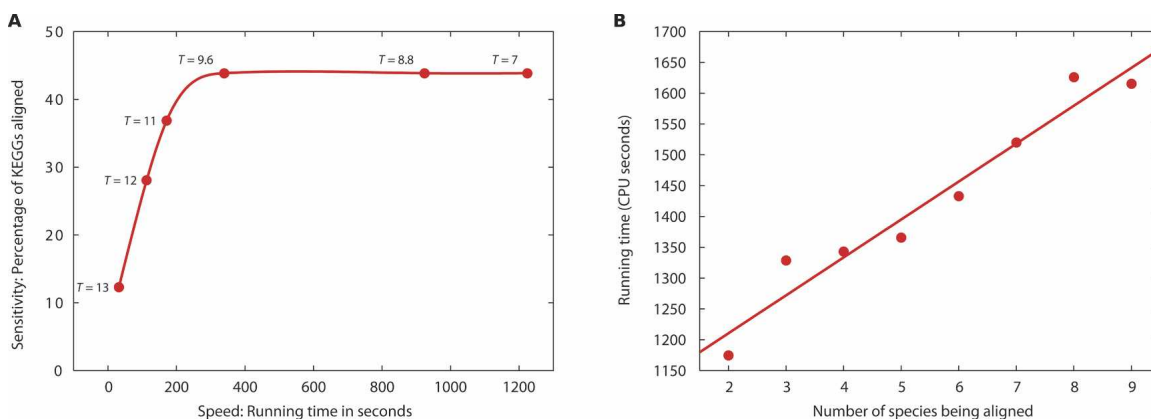 A
50
40
30
20
10
0
T = 9.6
T = 8.8
T = 7
T = 11
T = 12
T = 13
0 200 400 600 800 1000 1200
Speed: Running time in seconds
Sensitivity: Percentage of KEGGs aligned
B
1700
1650
1600
1550
1500
1450
1400
1350
1300
1250
1200
1150
2 3 4 5 6 7 8 9
Number of species being aligned
Running time (CPU seconds)